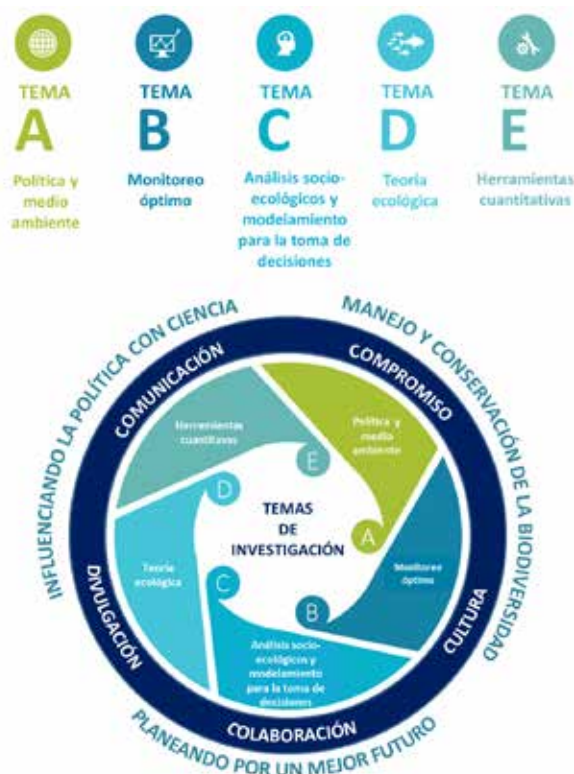 TEMA
A
Política y
medio
ambiente
TEMA
B
Monitoreo
óptimo
TEMA
C
Análisis socio-
ecológicos y
modelamiento
para la toma de
decisiones
TEMA
D
Teoría
ecológica
TEMA
E
Herramientas
cuantitativas
INFLUENCIANDO LA POLÍTICA CON CIENCIA
MANEJO Y CONSERVACIÓN DE LA BIODIVERSIDAD
PLANEANDO POR UN MEJOR FUTURO
COMUNICACIÓN
COMPROMISO
CULTURA
COLABORACIÓN
DIVULGACIÓN
Herramientas
cuantitavas
E
Política y
medio
ambiente
A
Monitoreo
óptimo
B
Análisis socio-
ecológicos y
modelamiento
para la toma de
decisiones
C
Teoría
ecológica
D
TEMAS
DE
INVESTIGACIÓN